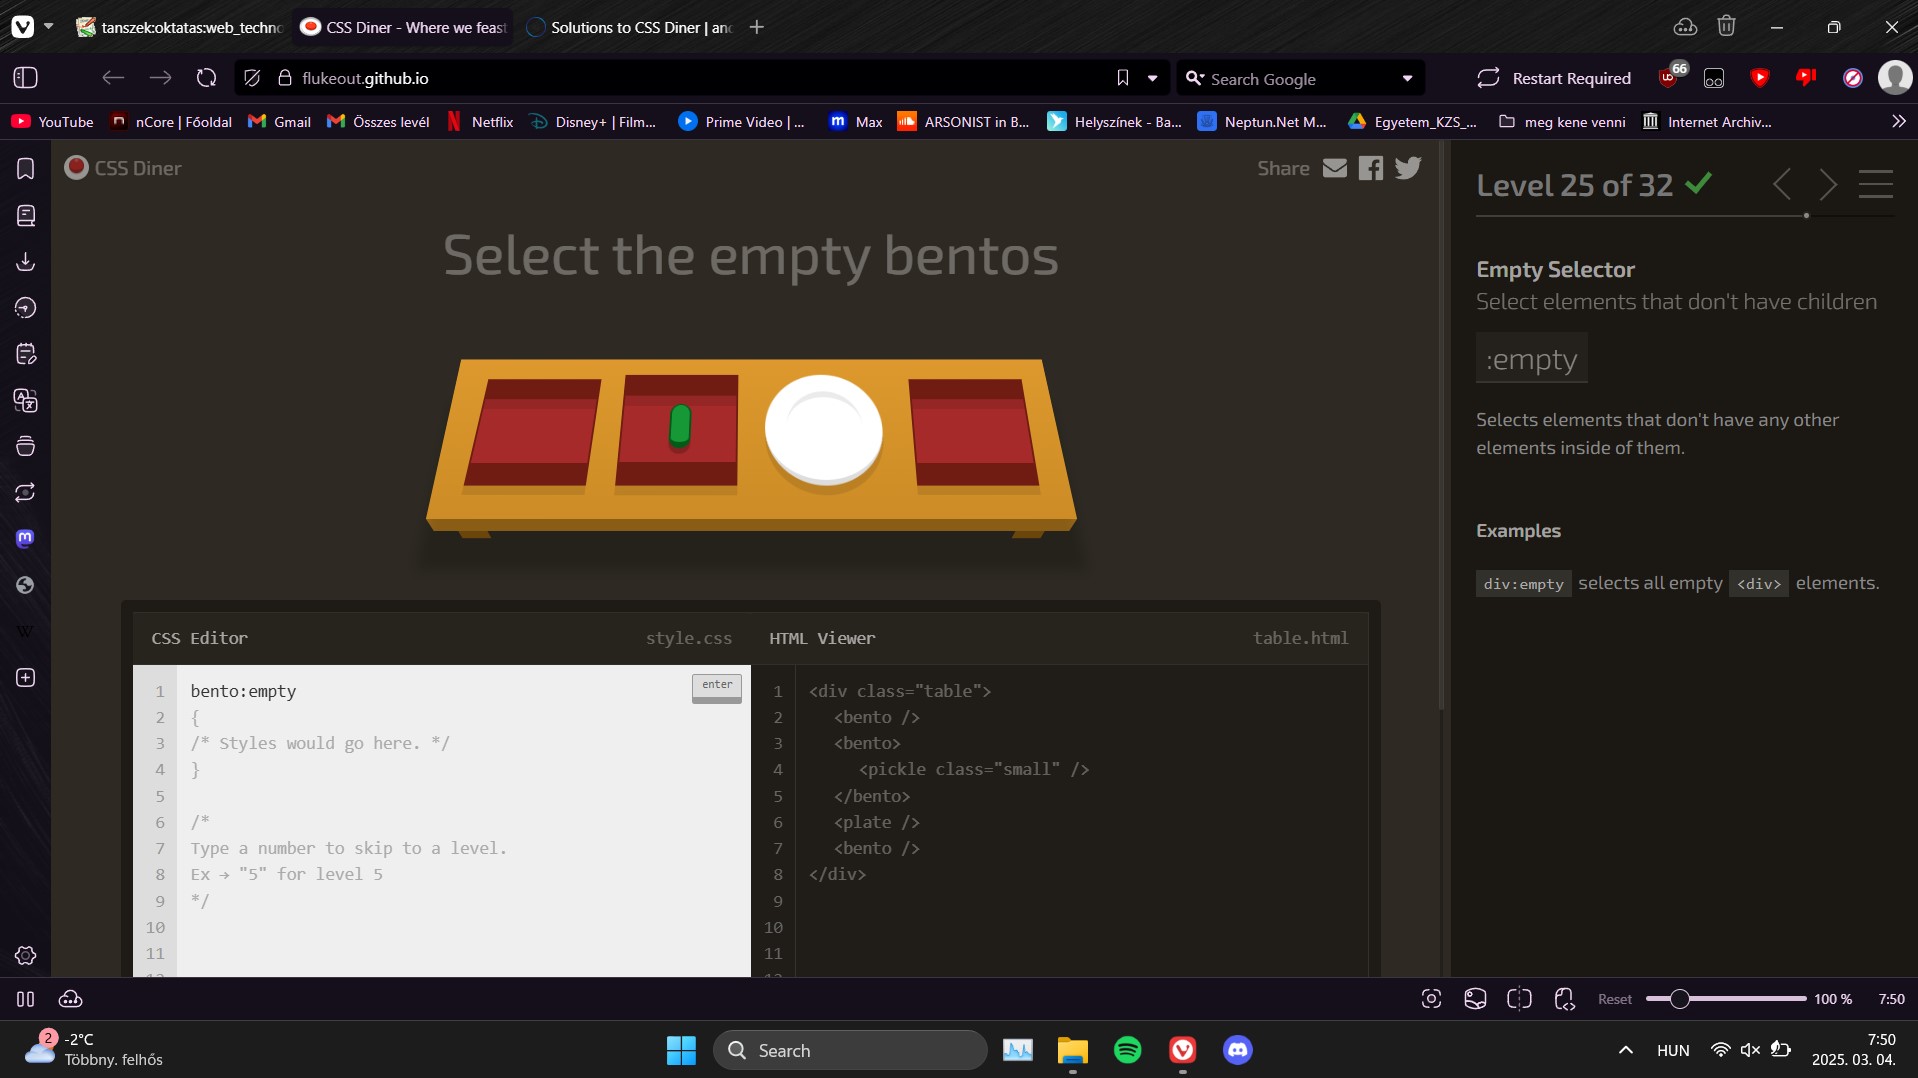 tanszek:oktatas:web_techno
CSS Diner - Where we feast
Solutions to CSS Diner | and
flukeout.github.io
Search Google
Restart Required
66
YouTube
nCore | Főoldal
Gmail
Összes levél
Netflix
Disney+ | Film...
Prime Video | ...
Max
ARSONIST in B...
Helyszínek - Ba...
Neptun.Net M...
Egyetem_KZS_...
meg kene venni
Internet Archiv...
CSS Diner
Share
Level 25 of 32
Select the empty bentos
Empty Selector
Select elements that don't have children
:empty
Selects elements that don't have any other
elements inside of them.
Examples
div:empty selects all empty <div> elements.
CSS Editor
style.css
HTML Viewer
table.html
enter
1 bento:empty
2 {
3 /* Styles would go here. */
4 }
5
6 /*
7 Type a number to skip to a level.
8 Ex → "5" for level 5
9 */
10
11
1 <div class="table">
2 <bento />
3 <bento>
4 <pickle class="small" />
5 </bento>
6 <plate />
7 <bento />
8 </div>
9
10
11
Reset
100 %
7:50
2
-2°C
Többny. felhős
Search
HUN
7:50
2025. 03. 04.